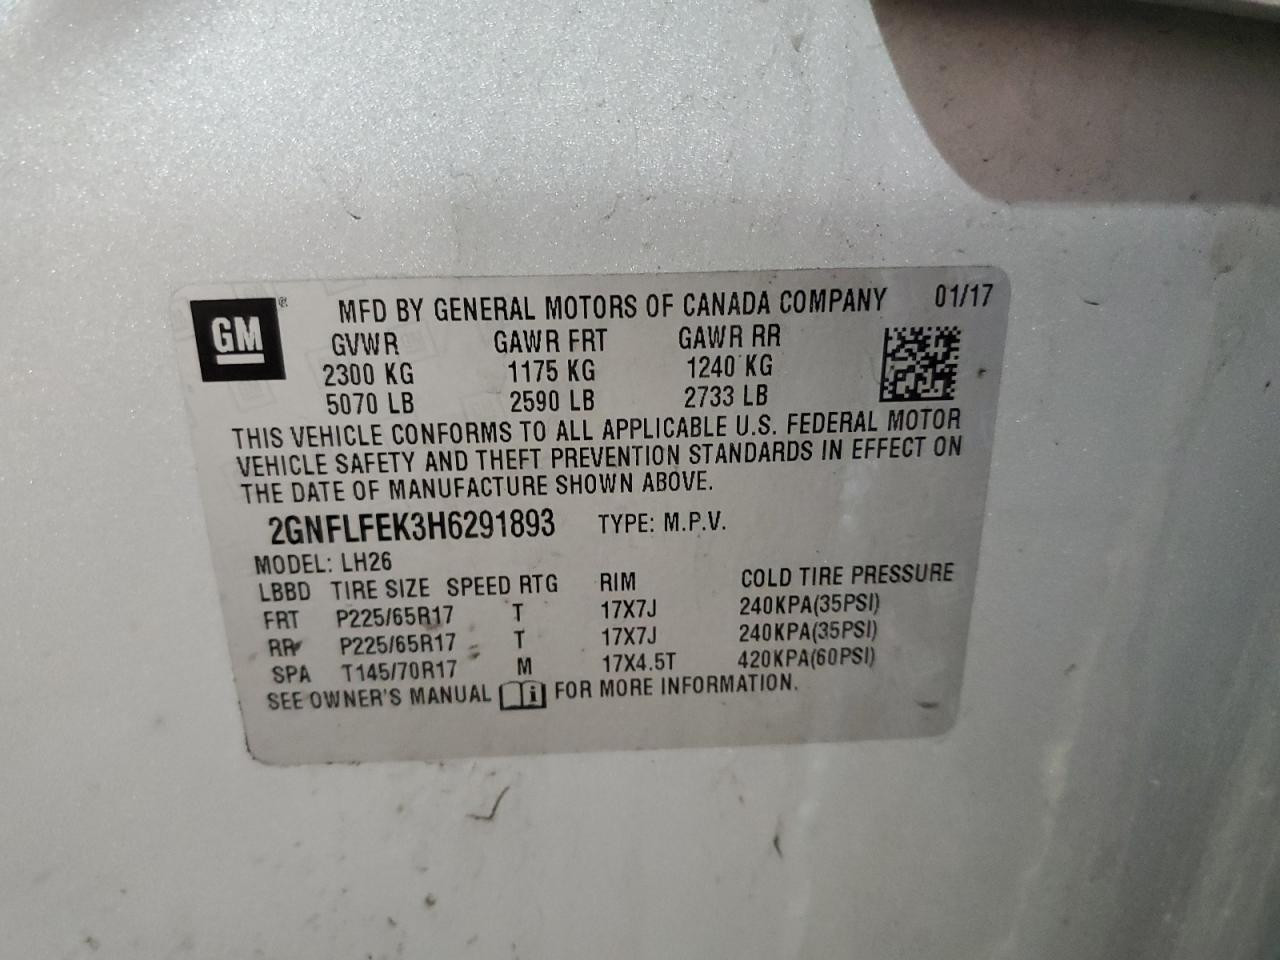 GM ® MFD BY GENERAL MOTORS OF CANADA COMPANY 01/17
GVWR GAWR FRT GAWR RR
2300 KG 1175 KG 1240 KG
5070 LB 2590 LB 2733 LB
THIS VEHICLE CONFORMS TO ALL APPLICABLE U.S. FEDERAL MOTOR
VEHICLE SAFETY AND THEFT PREVENTION STANDARDS IN EFFECT ON
THE DATE OF MANUFACTURE SHOWN ABOVE.
2GNFLFEK3H6291893 TYPE: M.P.V.
MODEL: LH26
LBBD TIRE SIZE SPEED RTG RIM COLD TIRE PRESSURE
FRT P225/65R17 T 17X7J 240KPA(35PSI)
RR P225/65R17 T 17X7J 240KPA(35PSI)
SPA T145/70R17 M 17X4.5T 420KPA(60PSI)
SEE OWNER'S MANUAL i FOR MORE INFORMATION.